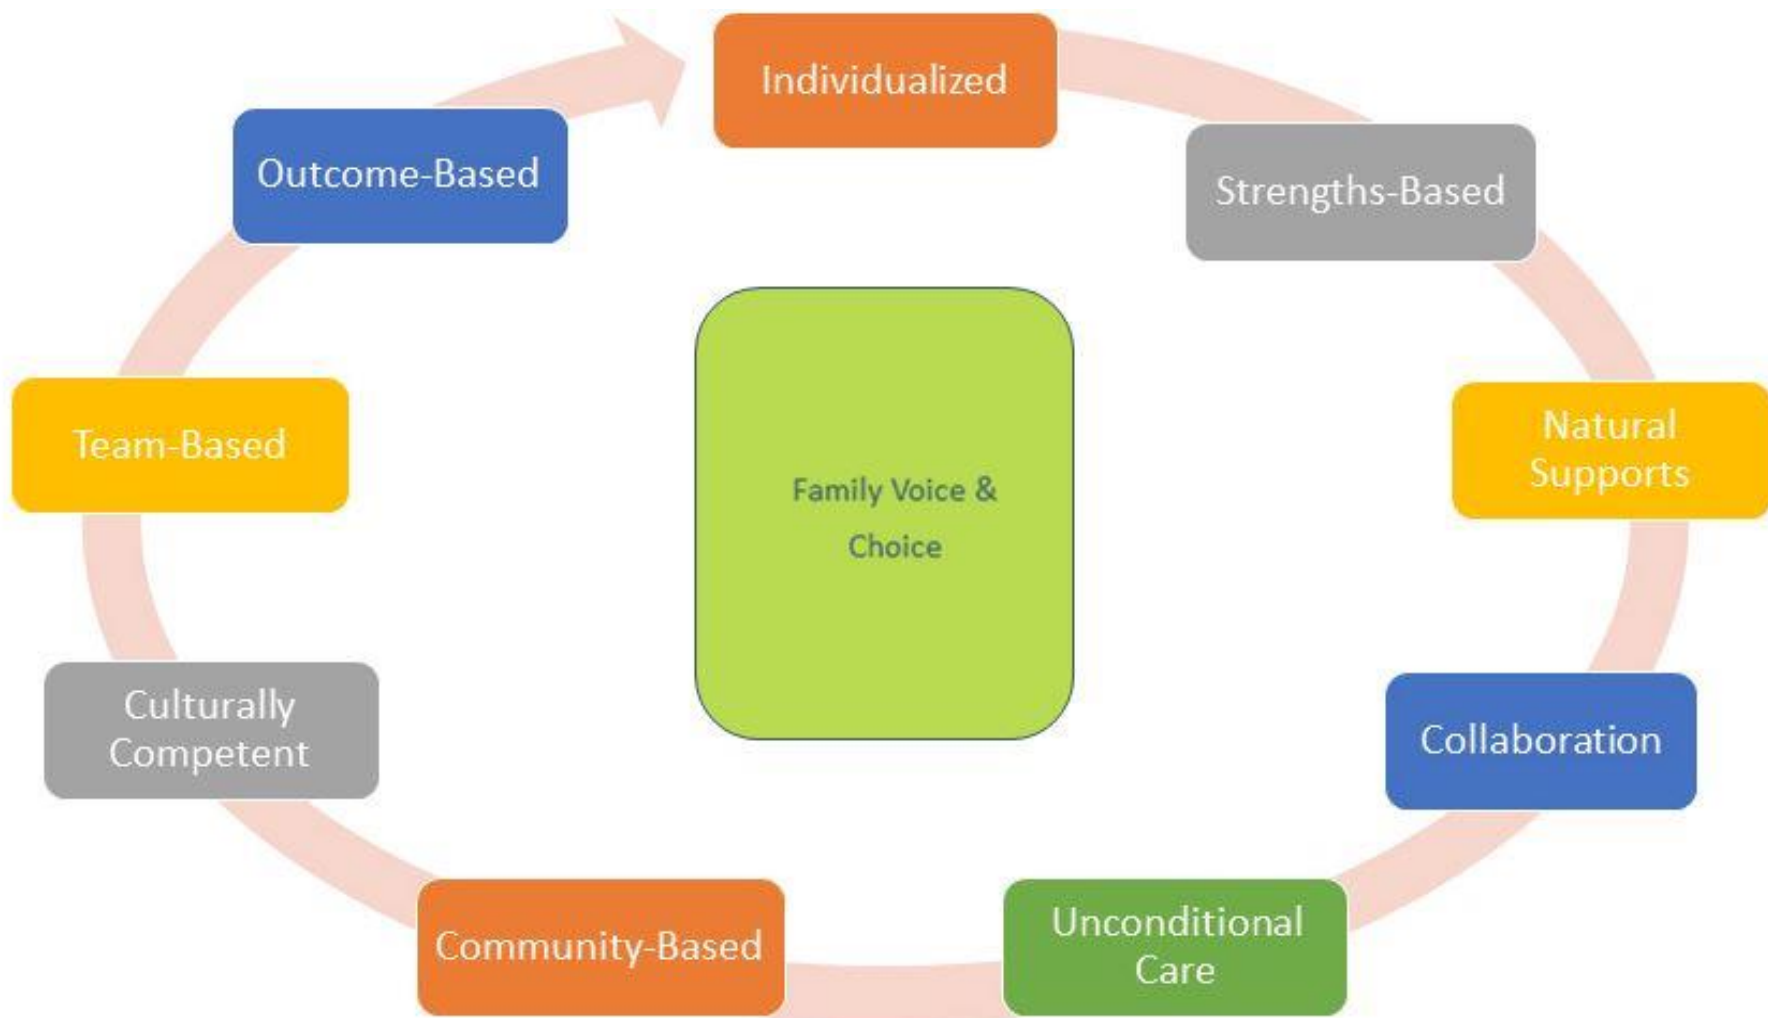 Individualized
Strengths-Based
Natural
Supports
Collaboration
Unconditional
Care
Community-Based
Culturally
Competent
Team-Based
Outcome-Based
Family Voice &
Choice